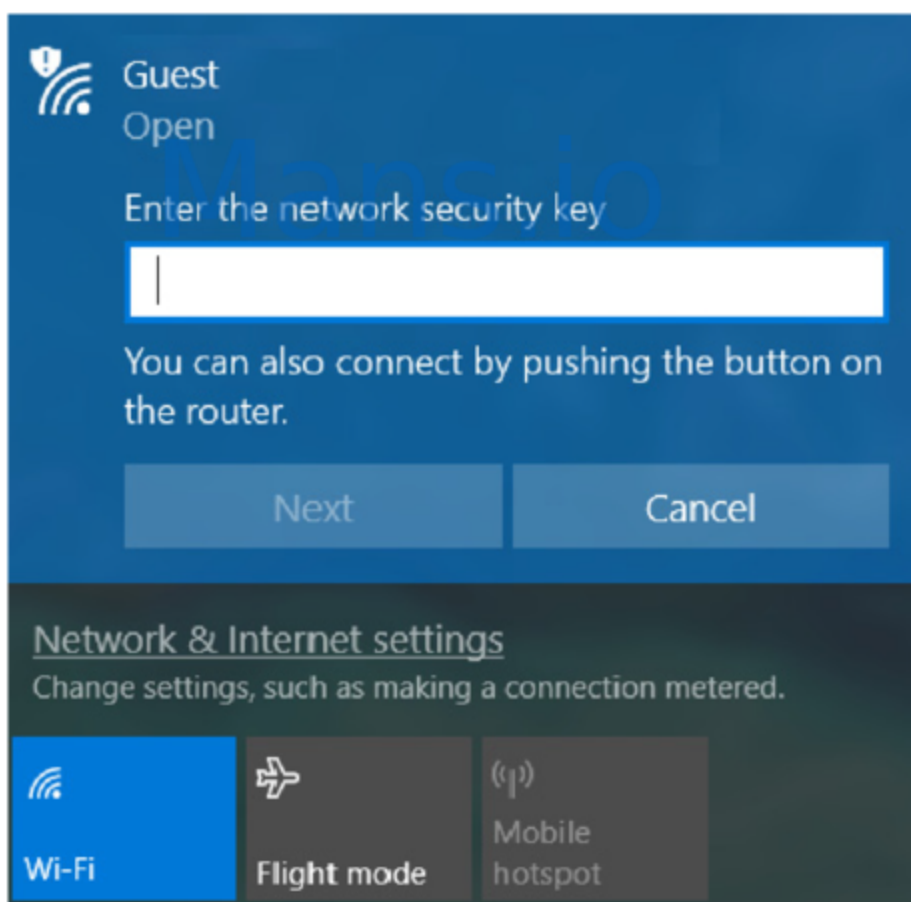 Guest
Open
Mans.io
Enter the network security key
You can also connect by pushing the button on
the router.
Next
Cancel
Network & Internet settings
Change settings, such as making a connection metered.
Wi-Fi
Flight mode
Mobile
hotspot